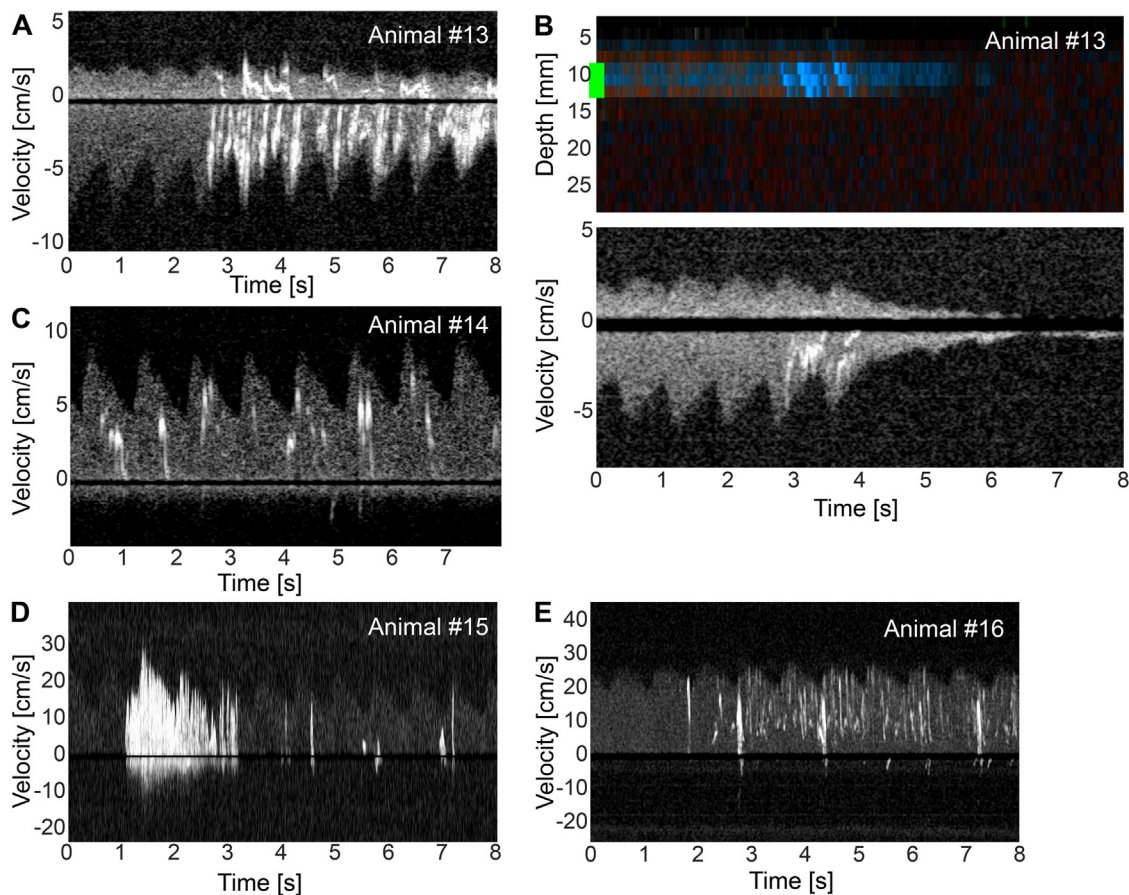 A
Animal #13
Velocity [cm/s]
5
0
-5
-10
0 1 2 3 4 5 6 7 8
Time [s]
B
Animal #13
Depth [mm]
5
10
15
20
25
Velocity [cm/s]
5
0
-5
0 1 2 3 4 5 6 7 8
Time [s]
C
Animal #14
Velocity [cm/s]
10
5
0
0 1 2 3 4 5 6 7
Time [s]
D
Animal #15
Velocity [cm/s]
30
20
10
0
-10
-20
0 1 2 3 4 5 6 7 8
Time [s]
E
Animal #16
Velocity [cm/s]
40
30
20
10
0
-10
-20
0 1 2 3 4 5 6 7 8
Time [s]